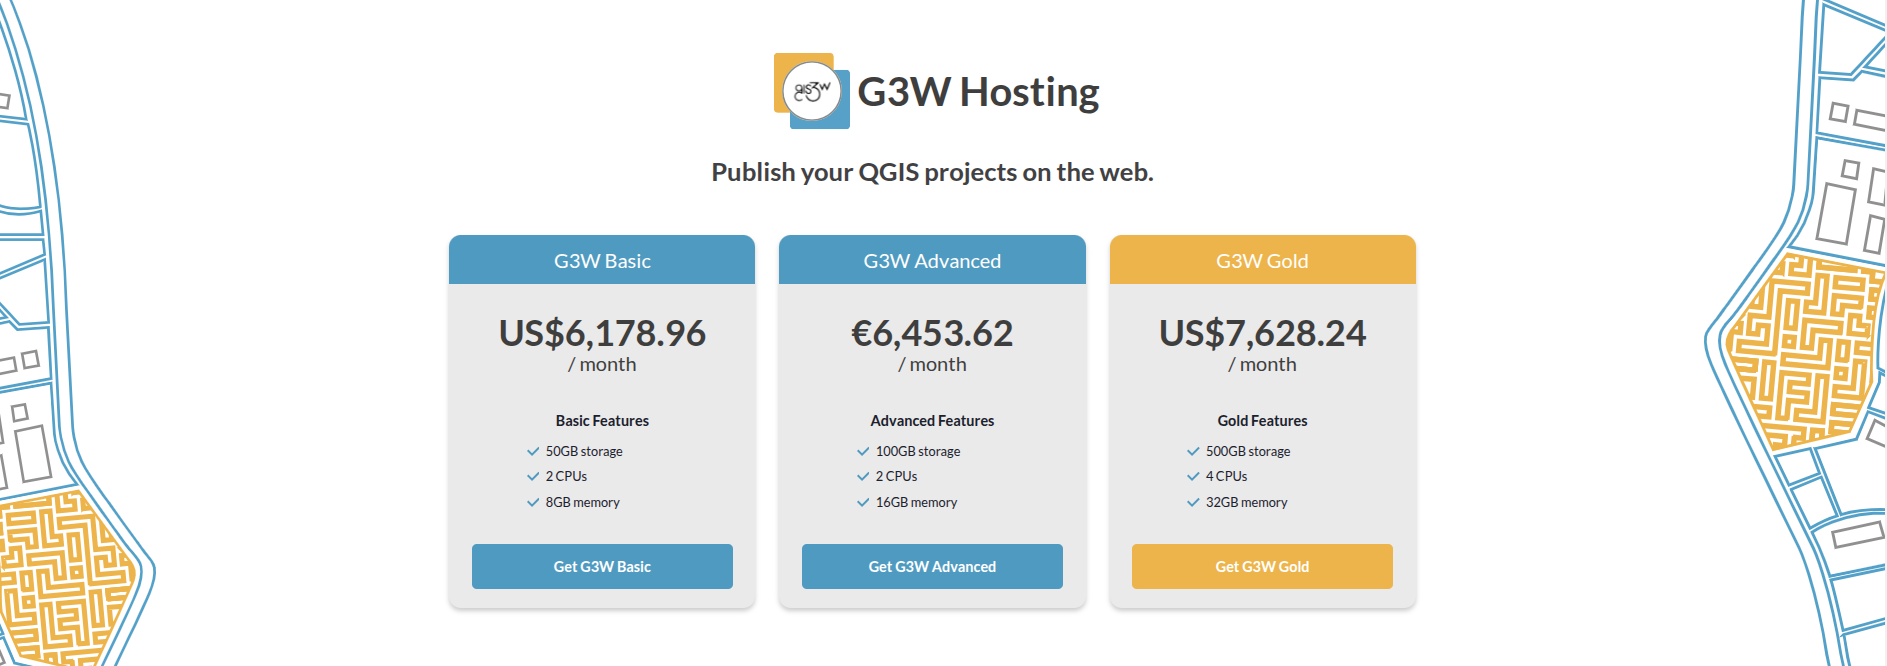 G3W Hosting
Publish your QGIS projects on the web.
G3W Basic
US$6,178.96
/ month
Basic Features
50GB storage
2 CPUs
8GB memory
Get G3W Basic
G3W Advanced
€6,453.62
/ month
Advanced Features
100GB storage
2 CPUs
16GB memory
Get G3W Advanced
G3W Gold
US$7,628.24
/ month
Gold Features
500GB storage
4 CPUs
32GB memory
Get G3W Gold